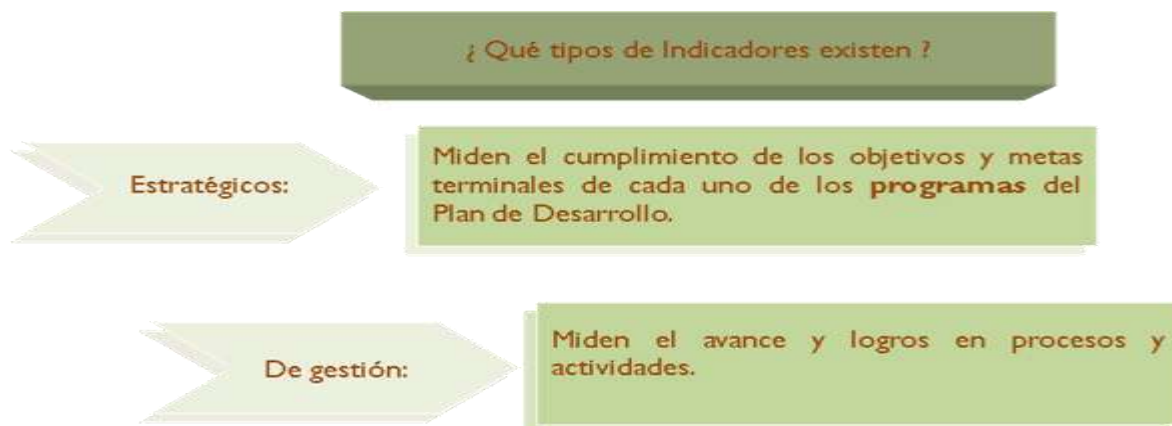 ¿ Qué tipos de Indicadores existen ?
Estratégicos:
Miden el cumplimiento de los objetivos y metas
terminales de cada uno de los programas del
Plan de Desarrollo.
De gestión:
Miden el avance y logros en procesos y
actividades.